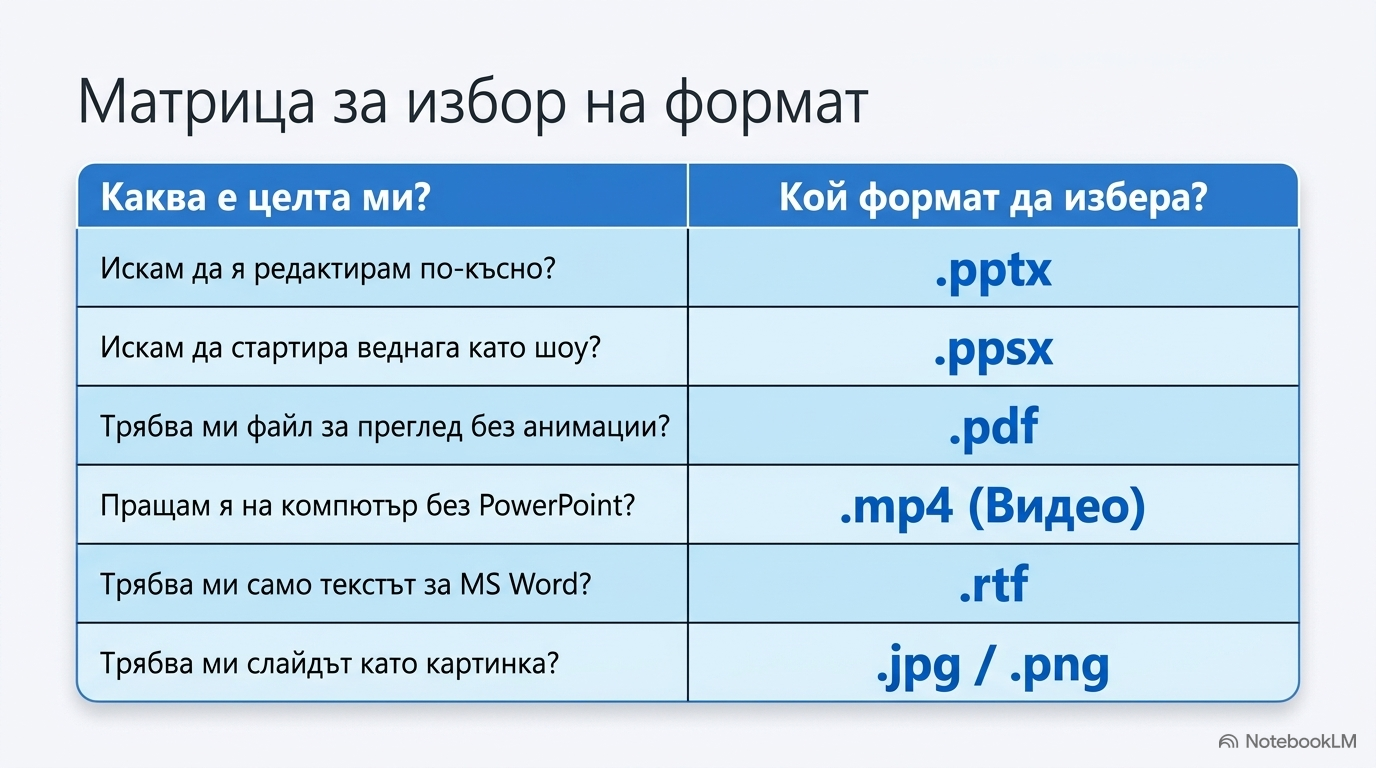 Матрица за избор на формат
Каква е целта ми?
Кой формат да избера?
Искам да я редактирам по-късно?
.pptx
Искам да стартира веднага като шоу?
.ppsx
Трябва ми файл за преглед без анимации?
.pdf
Пращам я на компютър без PowerPoint?
.mp4 (Видео)
Трябва ми само текстът за MS Word?
.rtf
Трябва ми слайдът като картинка?
.jpg / .png
NotebookLM